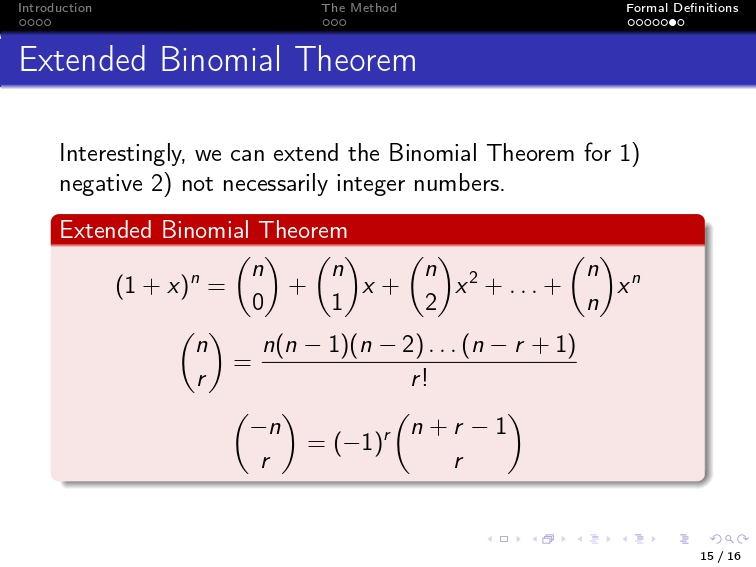 Introduction The Method Formal Definitions
Extended Binomial Theorem
Interestingly, we can extend the Binomial Theorem for 1)
negative 2) not necessarily integer numbers.
Extended Binomial Theorem
(1 + x)^n = \binom{n}{0} + \binom{n}{1} x + \binom{n}{2} x^2 + ... + \binom{n}{n} x^n
\binom{n}{r} = \frac{n(n − 1)(n − 2) ... (n − r + 1)}{r!}
\binom{−n}{r} = (−1)^r \binom{n + r − 1}{r}
15 / 16